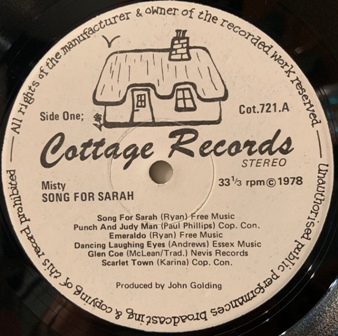 All rights of the manufacturer & owner of the recorded work reserved
Unauthorised public performances broadcasting & copying of this record prohibited
Side One;
Cot.721.A
Cottage Records
STEREO
Misty
33⅓ rpm ℗ 1978
SONG FOR SARAH
Song For Sarah (Ryan) Free Music
Punch And Judy Man (Paul Phillips) Cop. Con.
Emeraldo (Ryan) Free Music
Dancing Laughing Eyes (Andrews) Essex Music
Glen Coe (McLean/Trad.) Nevis Records
Scarlet Town (Karina) Cop. Con.
Produced by John Golding